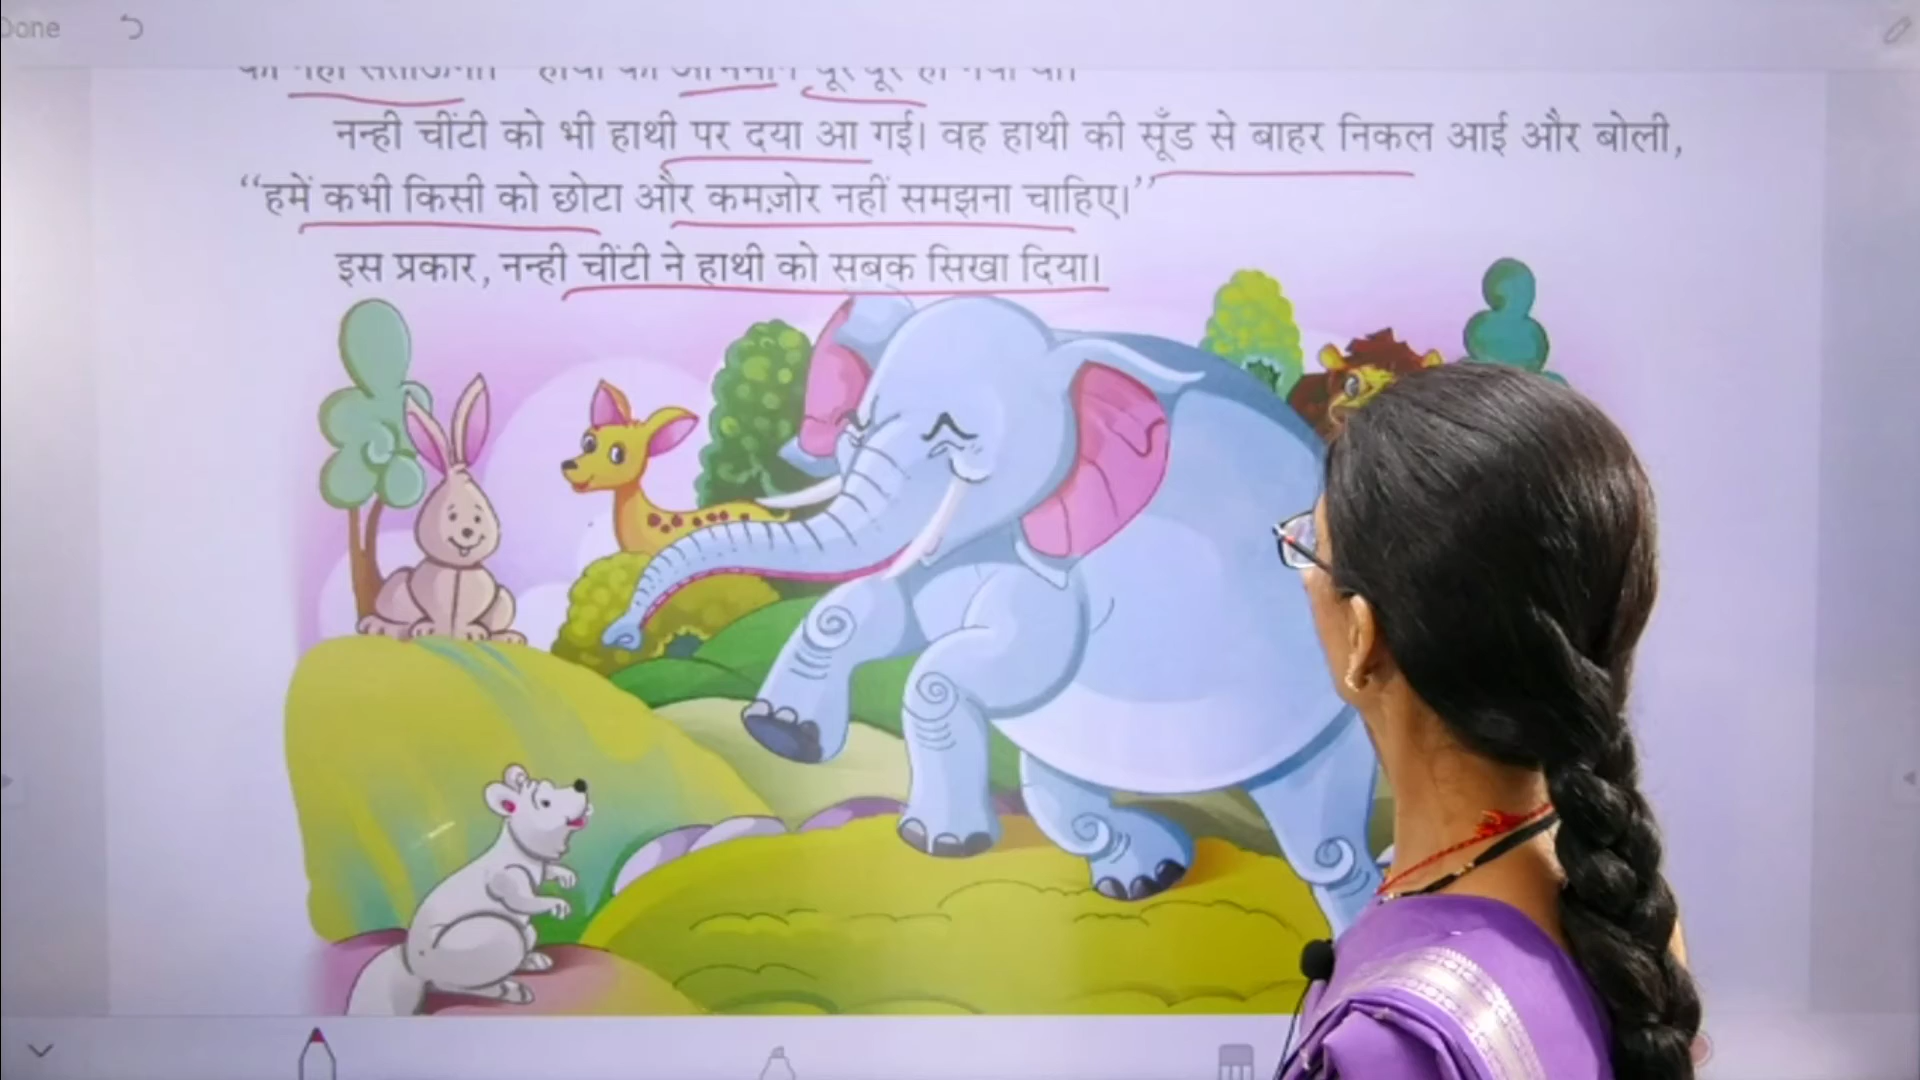 Done
नन्ही चींटी को भी हाथी पर दया आ गई। वह हाथी की सूँड से बाहर निकल आई और बोली,
“हमें कभी किसी को छोटा और कमज़ोर नहीं समझना चाहिए।”
इस प्रकार, नन्ही चींटी ने हाथी को सबक सिखा दिया।